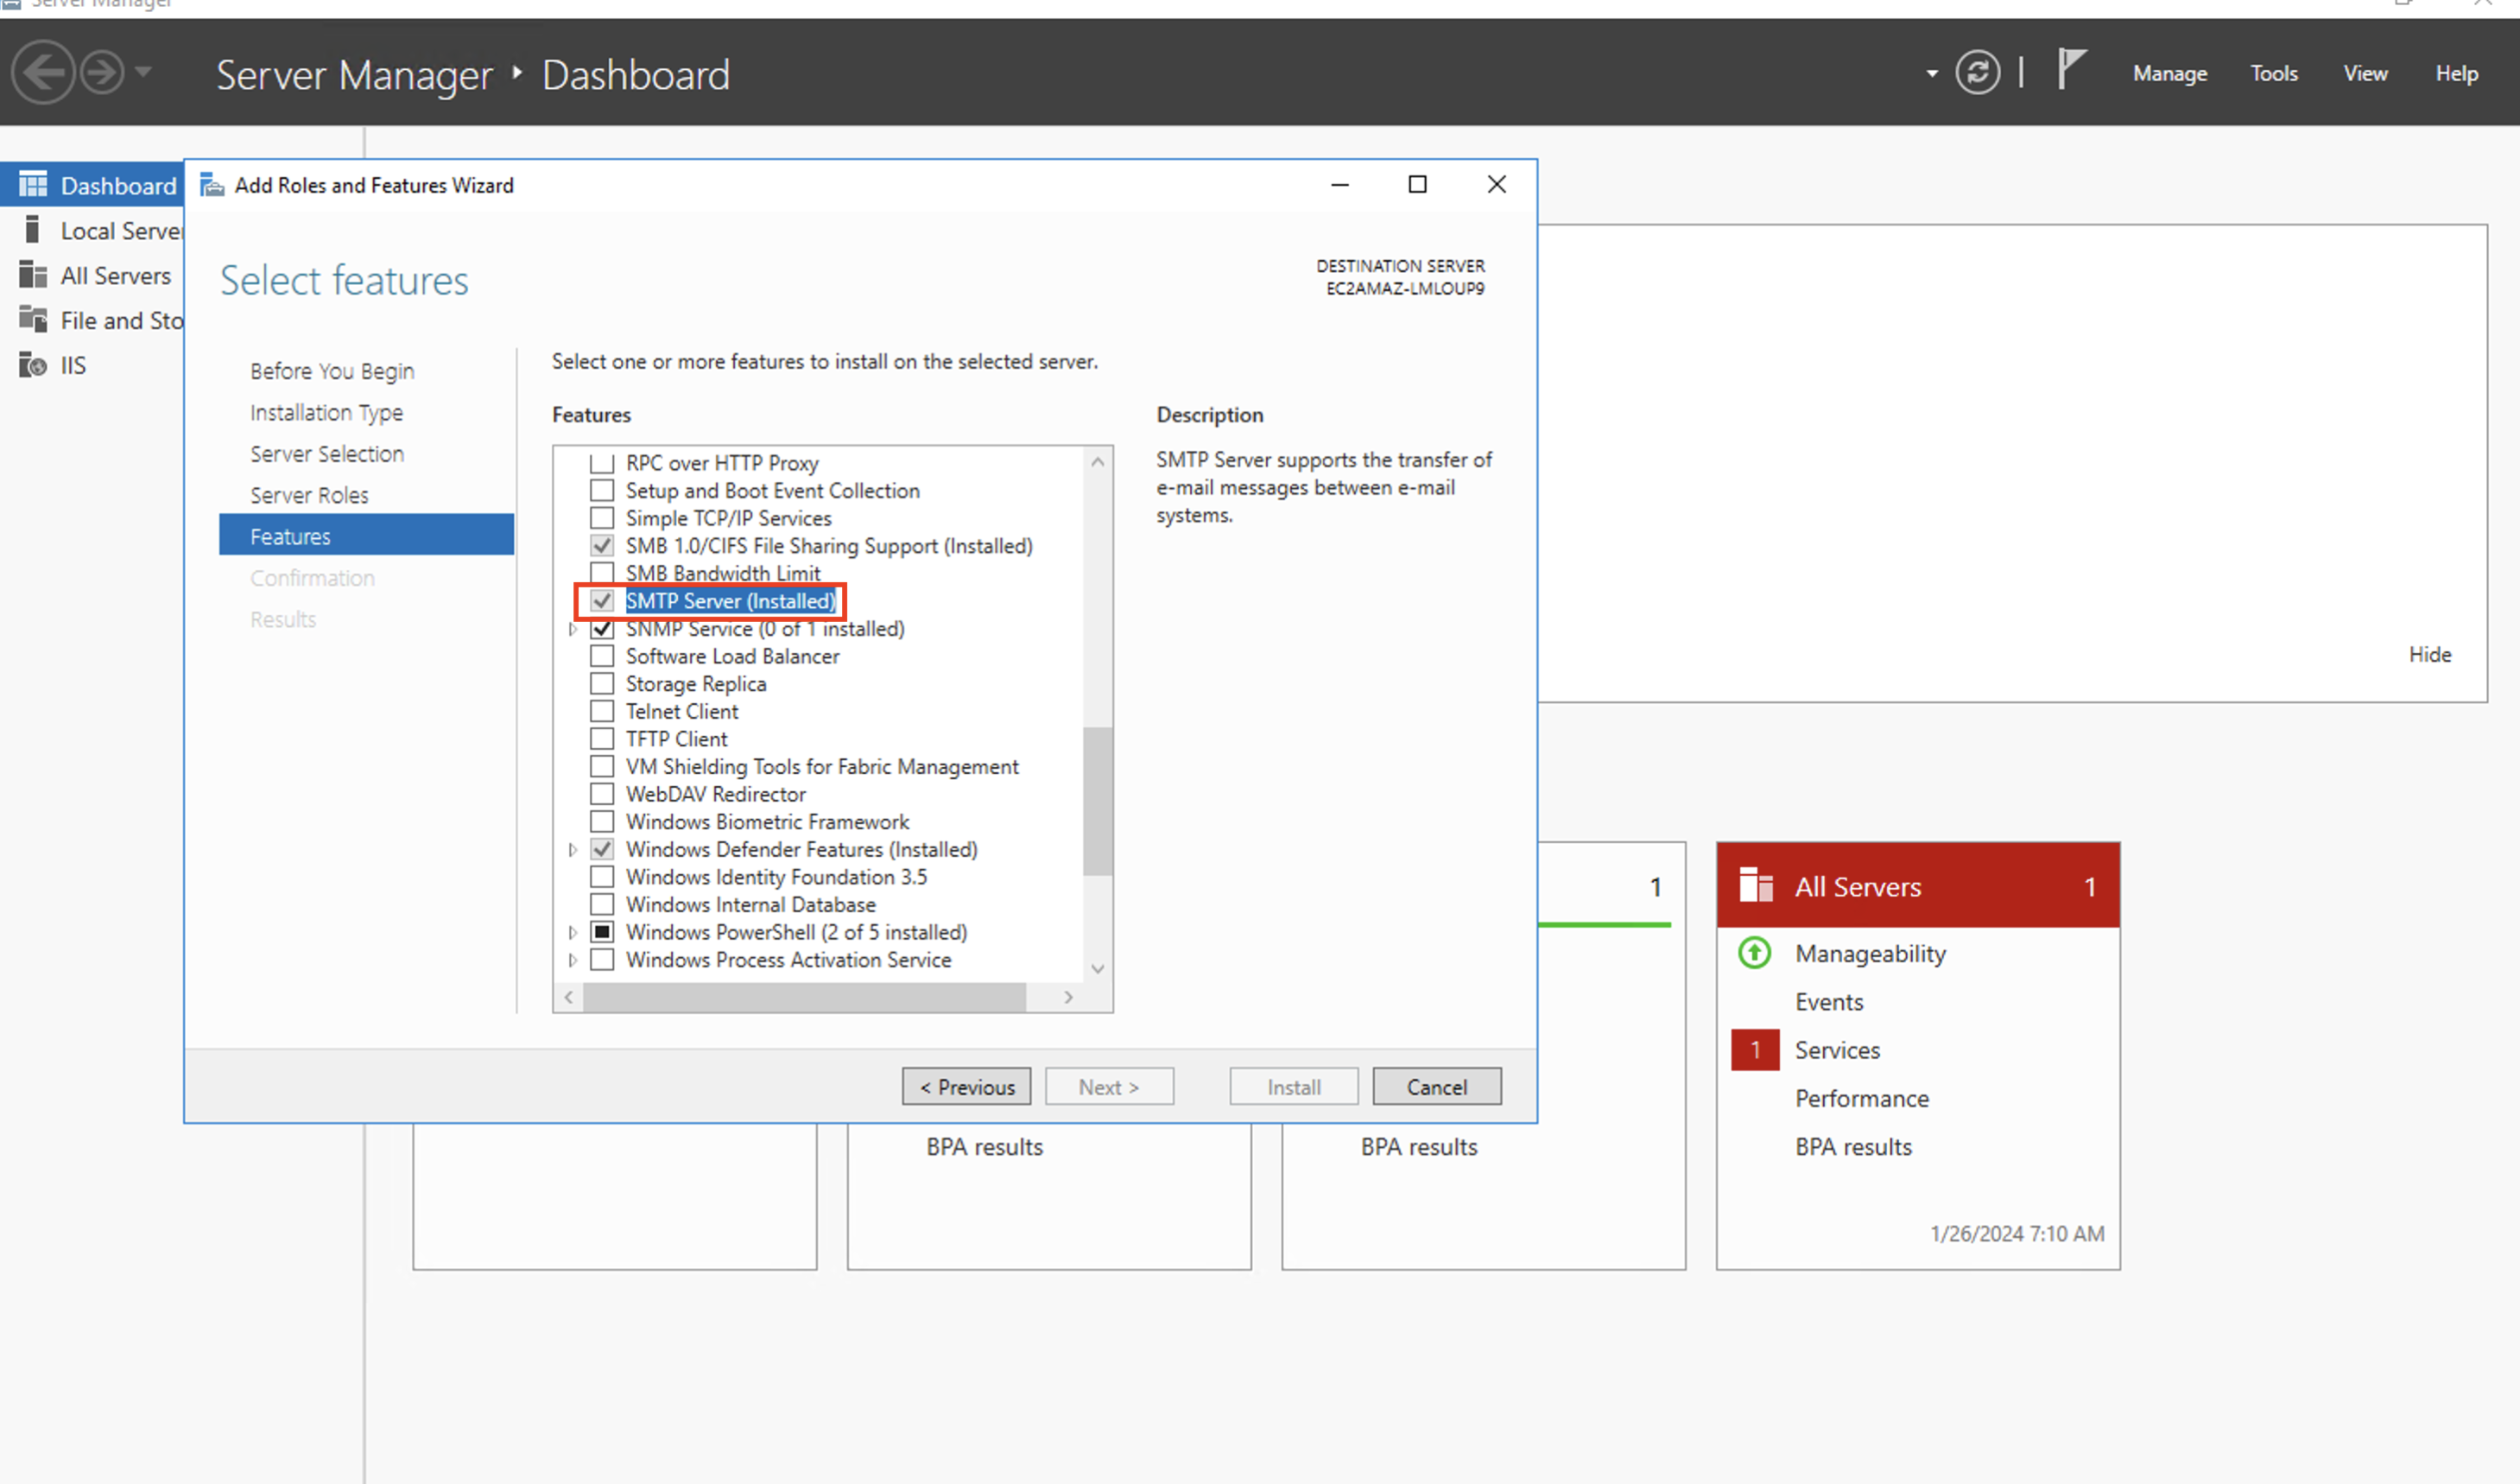 Server Manager
Server Manager ‣ Dashboard
Manage Tools View Help
Dashboard
Local Server
All Servers
File and Sto
IIS
Add Roles and Features Wizard
Select features
DESTINATION SERVER
EC2AMAZ-LMLOUP9
Before You Begin
Installation Type
Server Selection
Server Roles
Features
Confirmation
Results
Select one or more features to install on the selected server.
Features
RPC over HTTP Proxy
Setup and Boot Event Collection
Simple TCP/IP Services
SMB 1.0/CIFS File Sharing Support (Installed)
SMB Bandwidth Limit
SMTP Server (Installed)
SNMP Service (0 of 1 installed)
Software Load Balancer
Storage Replica
Telnet Client
TFTP Client
VM Shielding Tools for Fabric Management
WebDAV Redirector
Windows Biometric Framework
Windows Defender Features (Installed)
Windows Identity Foundation 3.5
Windows Internal Database
Windows PowerShell (2 of 5 installed)
Windows Process Activation Service
Description
SMTP Server supports the transfer of
e-mail messages between e-mail
systems.
< Previous
Next >
Install
Cancel
Hide
1
All Servers 1
Manageability
Events
1 Services
Performance
BPA results
1/26/2024 7:10 AM
BPA results
BPA results